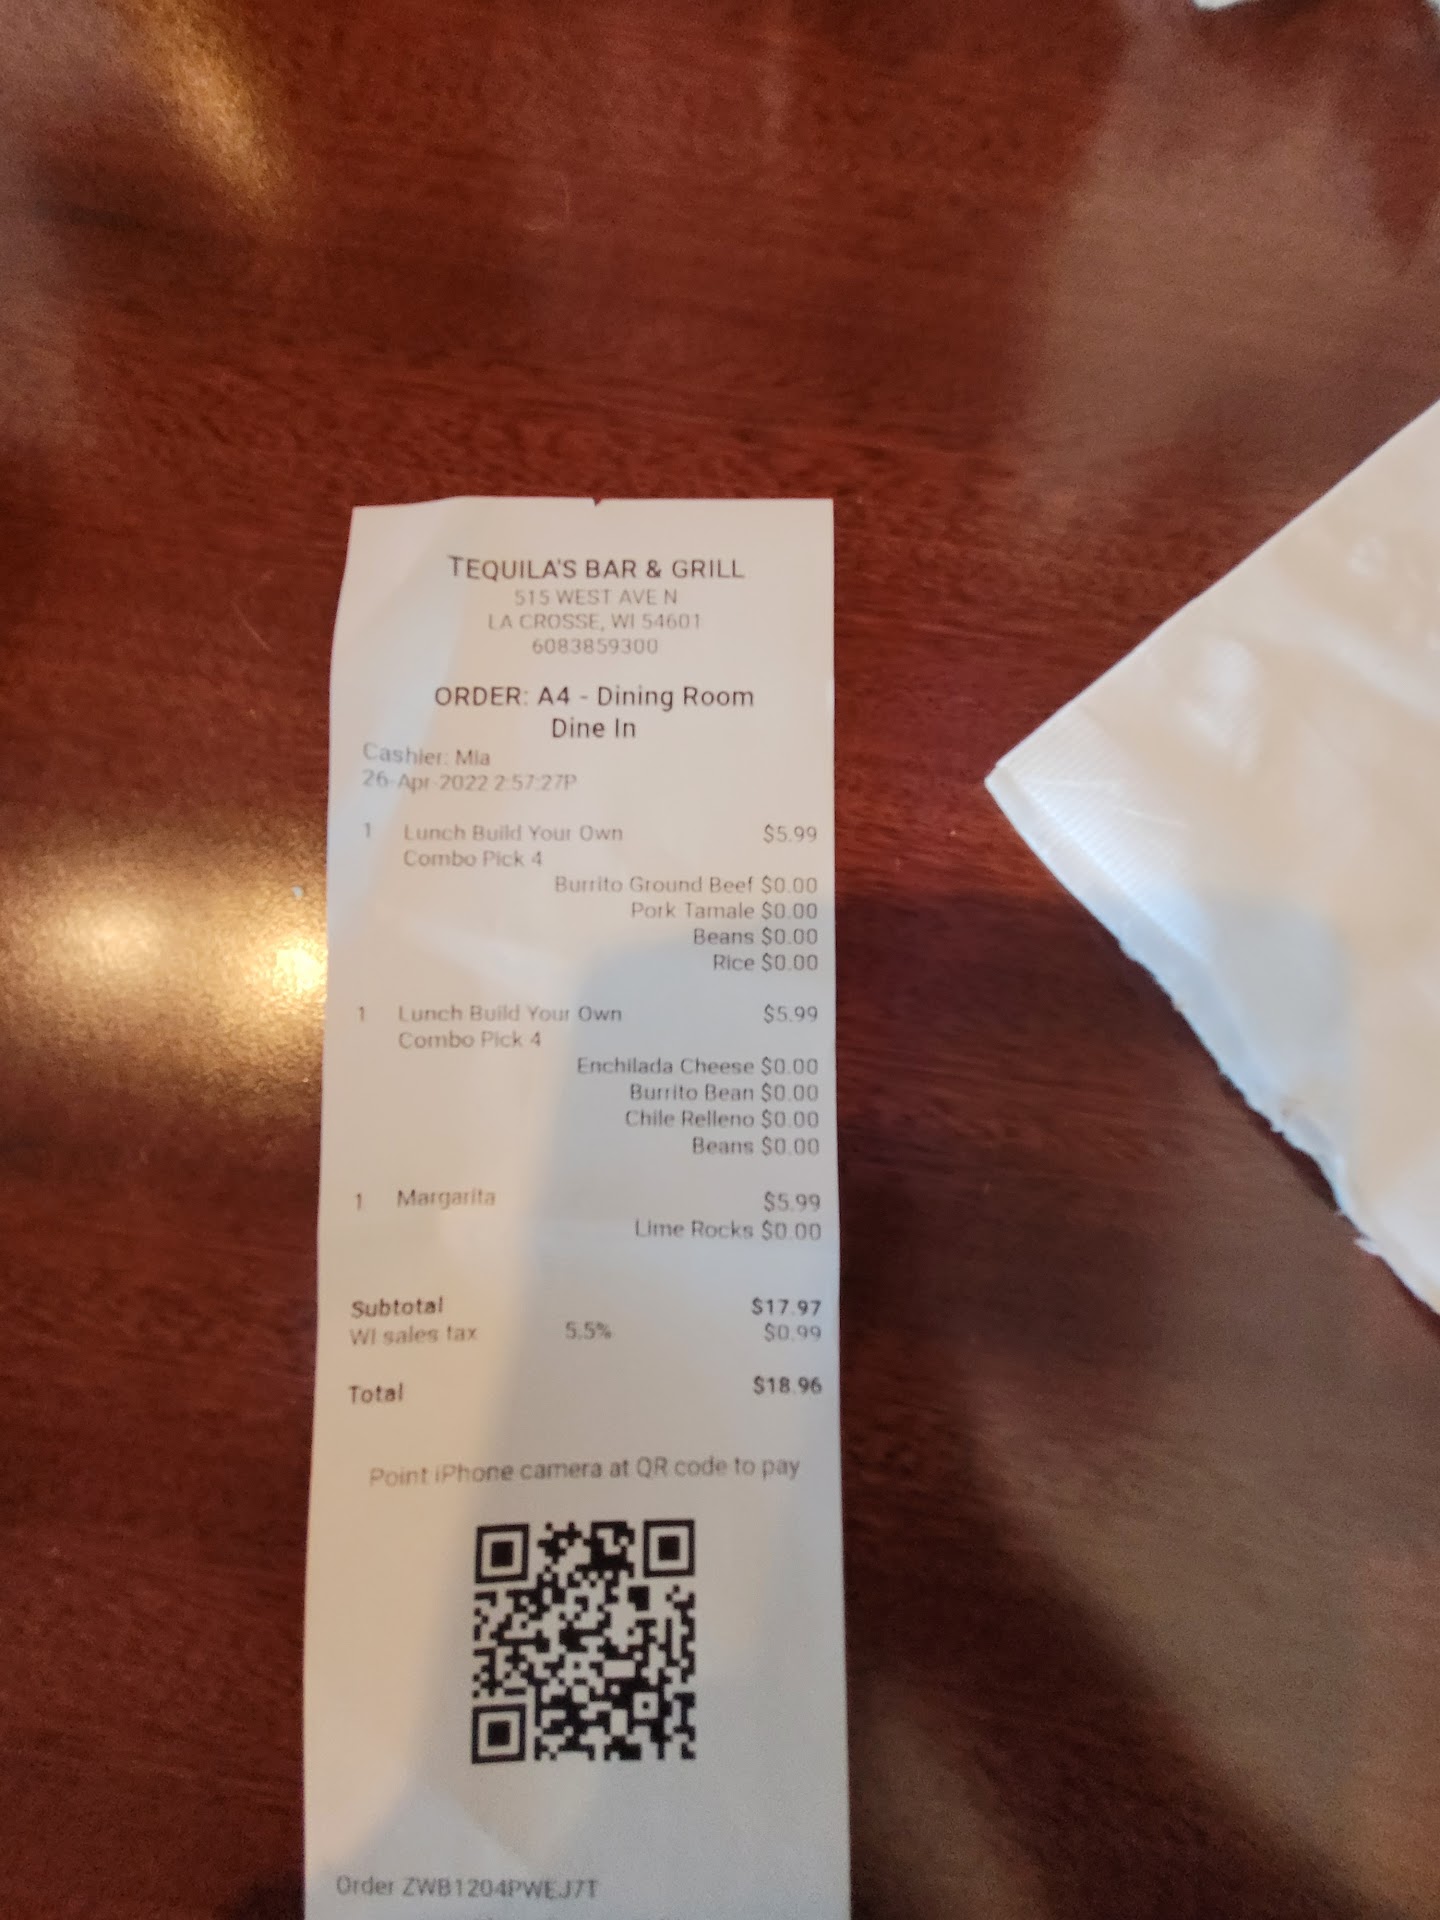 TEQUILA'S BAR & GRILL
515 WEST AVE N
LA CROSSE, WI 54601
6083859300
ORDER: A4 - Dining Room
Dine In
Cashier: Mia
26-Apr-2022 2:57:27P
1 Lunch Build Your Own $5.99
Combo Pick 4
Burrito Ground Beef $0.00
Pork Tamale $0.00
Beans $0.00
Rice $0.00
1 Lunch Build Your Own $5.99
Combo Pick 4
Enchilada Cheese $0.00
Burrito Bean $0.00
Chile Relleno $0.00
Beans $0.00
1 Margarita $5.99
Lime Rocks $0.00
Subtotal $17.97
WI sales tax 5.5% $0.99
Total $18.96
Point iPhone camera at QR code to pay
Order ZWB1204PWEJ7T